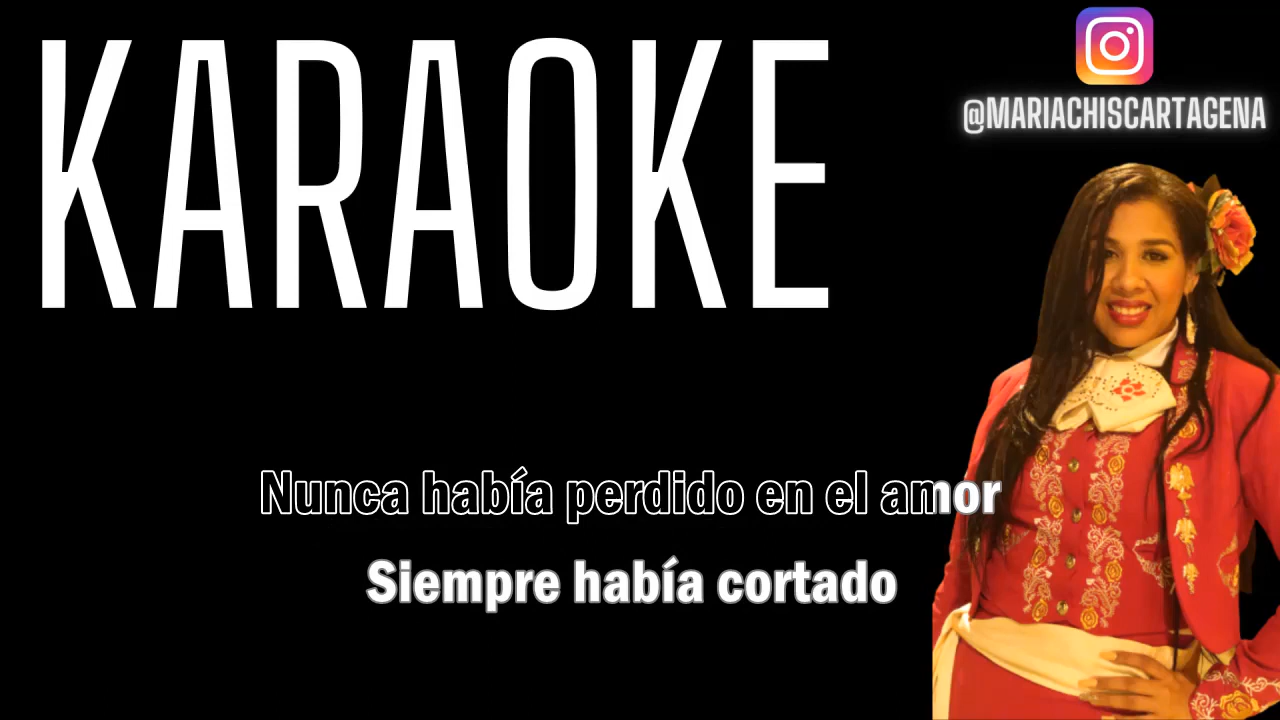 KARAOKE
@MARIACHISCARTAGENA
Nunca había perdido en el amor
Siempre había cortado